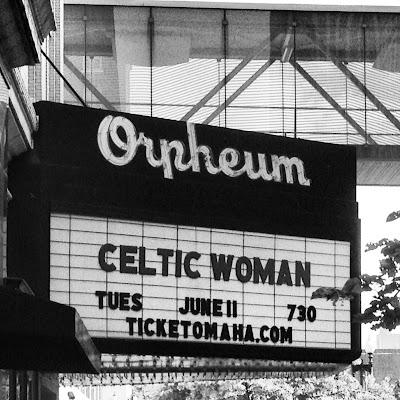 Orpheum
CELTIC WOMAN
TUES JUNE 11 730
TICKETOMAHA.COM